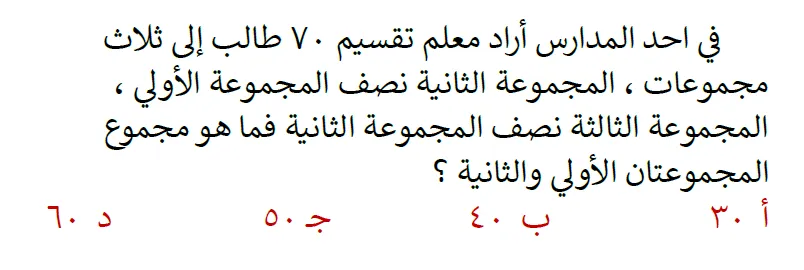 في احد المدارس أراد معلم تقسيم ٧٠ طالب إلى ثلاث
مجموعات ، المجموعة الثانية نصف المجموعة الأولي ،
المجموعة الثالثة نصف المجموعة الثانية فما هو مجموع
المجموعتان الأولي والثانية ؟
أ ٣٠ ب ٤٠ جـ ٥٠ د ٦٠